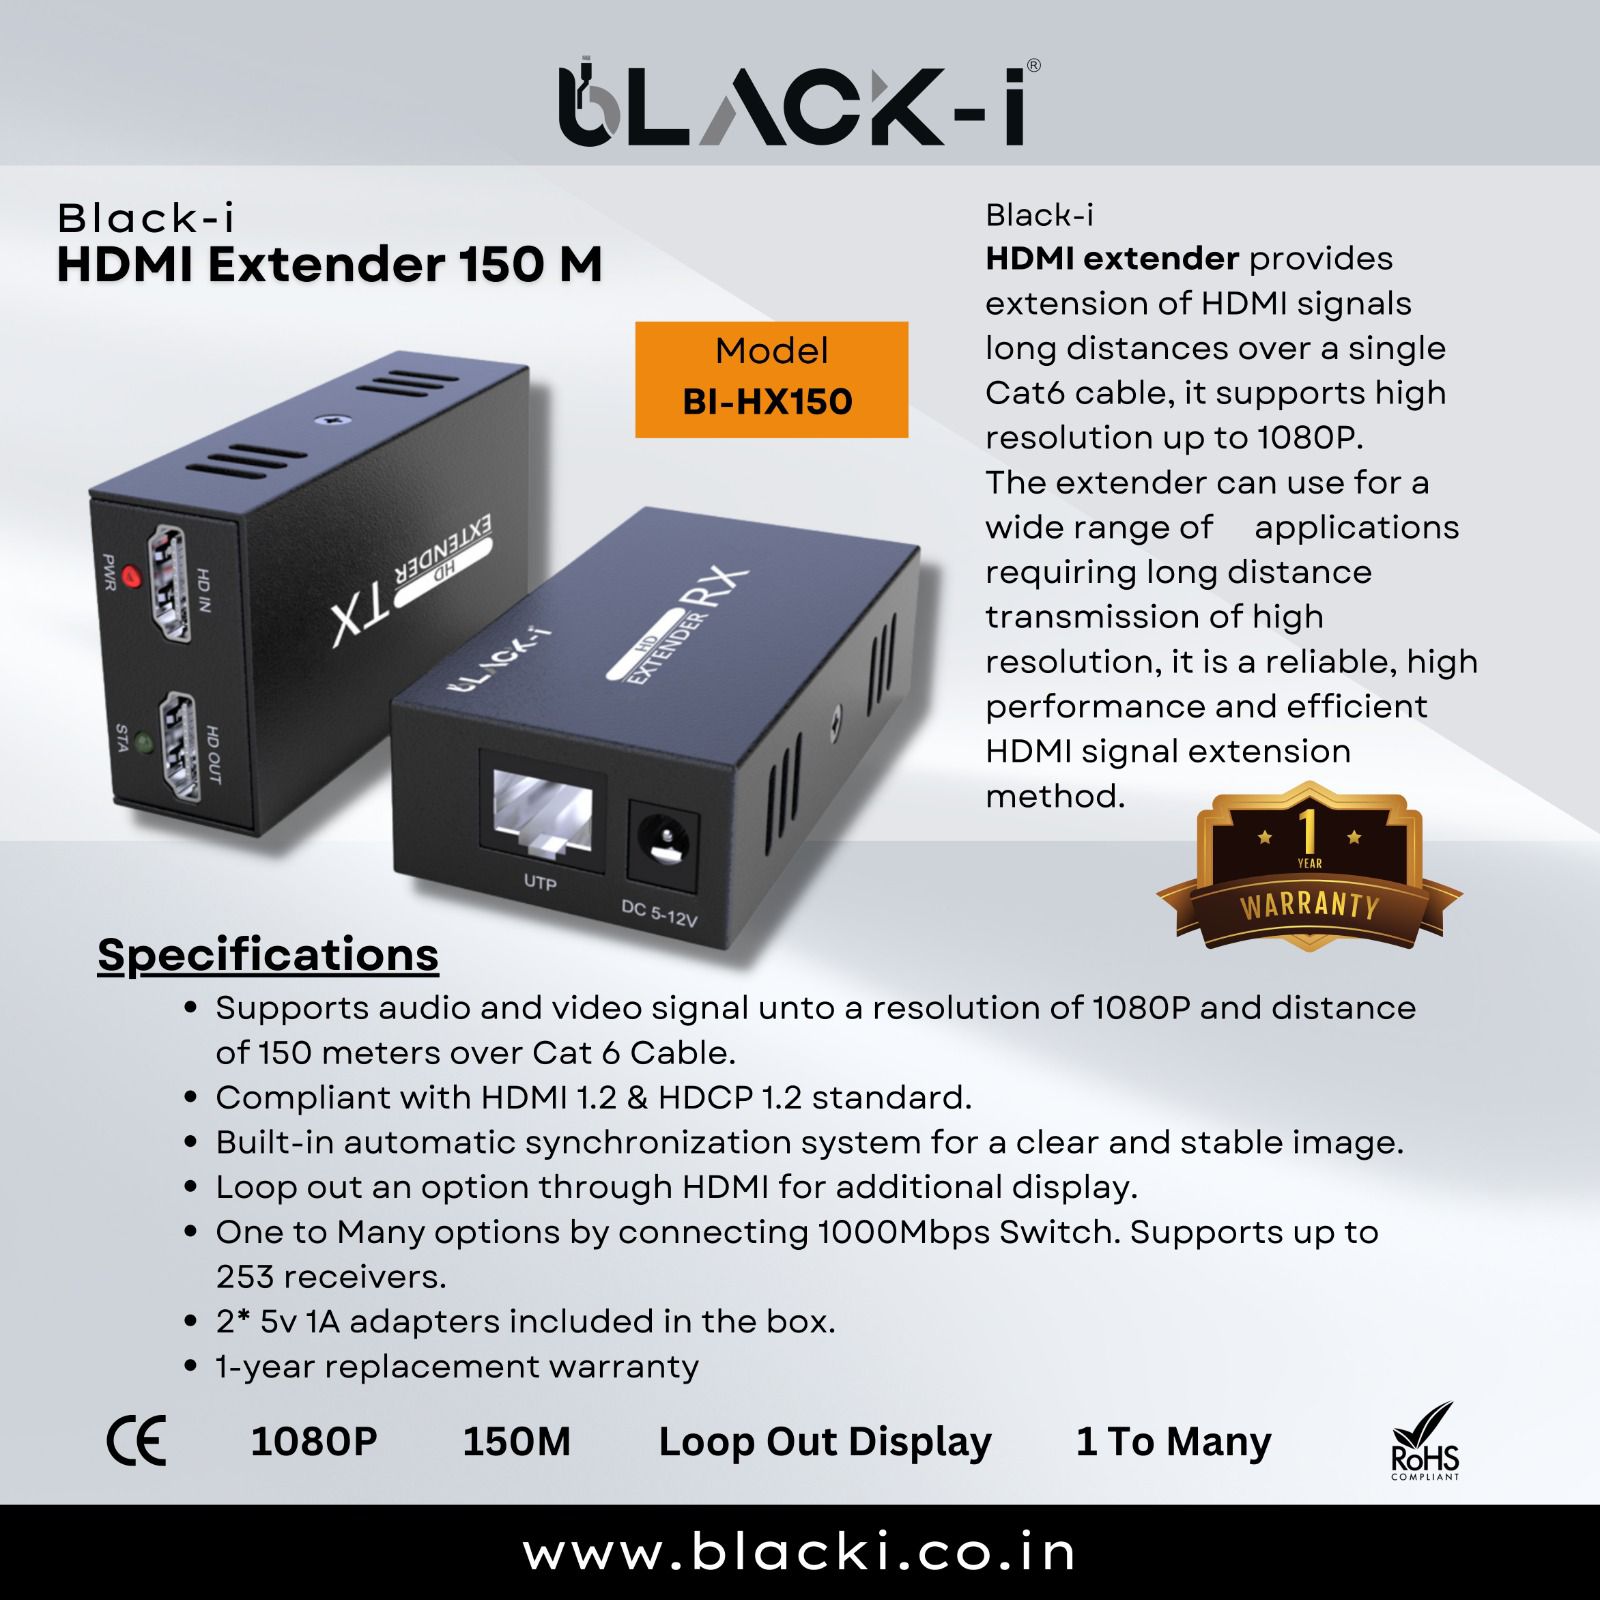 bLACK-i®
Black-i
HDMI Extender 150 M
Model
BI-HX150
Black-i
HDMI extender provides
extension of HDMI signals
long distances over a single
Cat6 cable, it supports high
resolution up to 1080P.
The extender can use for a
wide range of applications
requiring long distance
transmission of high
resolution, it is a reliable, high
performance and efficient
HDMI signal extension
method.
PWR
HD IN
STA
HD OUT
HD
EXTENDER
TX
bLACK-i
HD
EXTENDER
RX
UTP
DC 5-12V
1
YEAR
WARRANTY
Specifications
• Supports audio and video signal unto a resolution of 1080P and distance
of 150 meters over Cat 6 Cable.
• Compliant with HDMI 1.2 & HDCP 1.2 standard.
• Built-in automatic synchronization system for a clear and stable image.
• Loop out an option through HDMI for additional display.
• One to Many options by connecting 1000Mbps Switch. Supports up to
253 receivers.
• 2* 5v 1A adapters included in the box.
• 1-year replacement warranty
CE
1080P
150M
Loop Out Display
1 To Many
RoHS
COMPLIANT
www.blacki.co.in